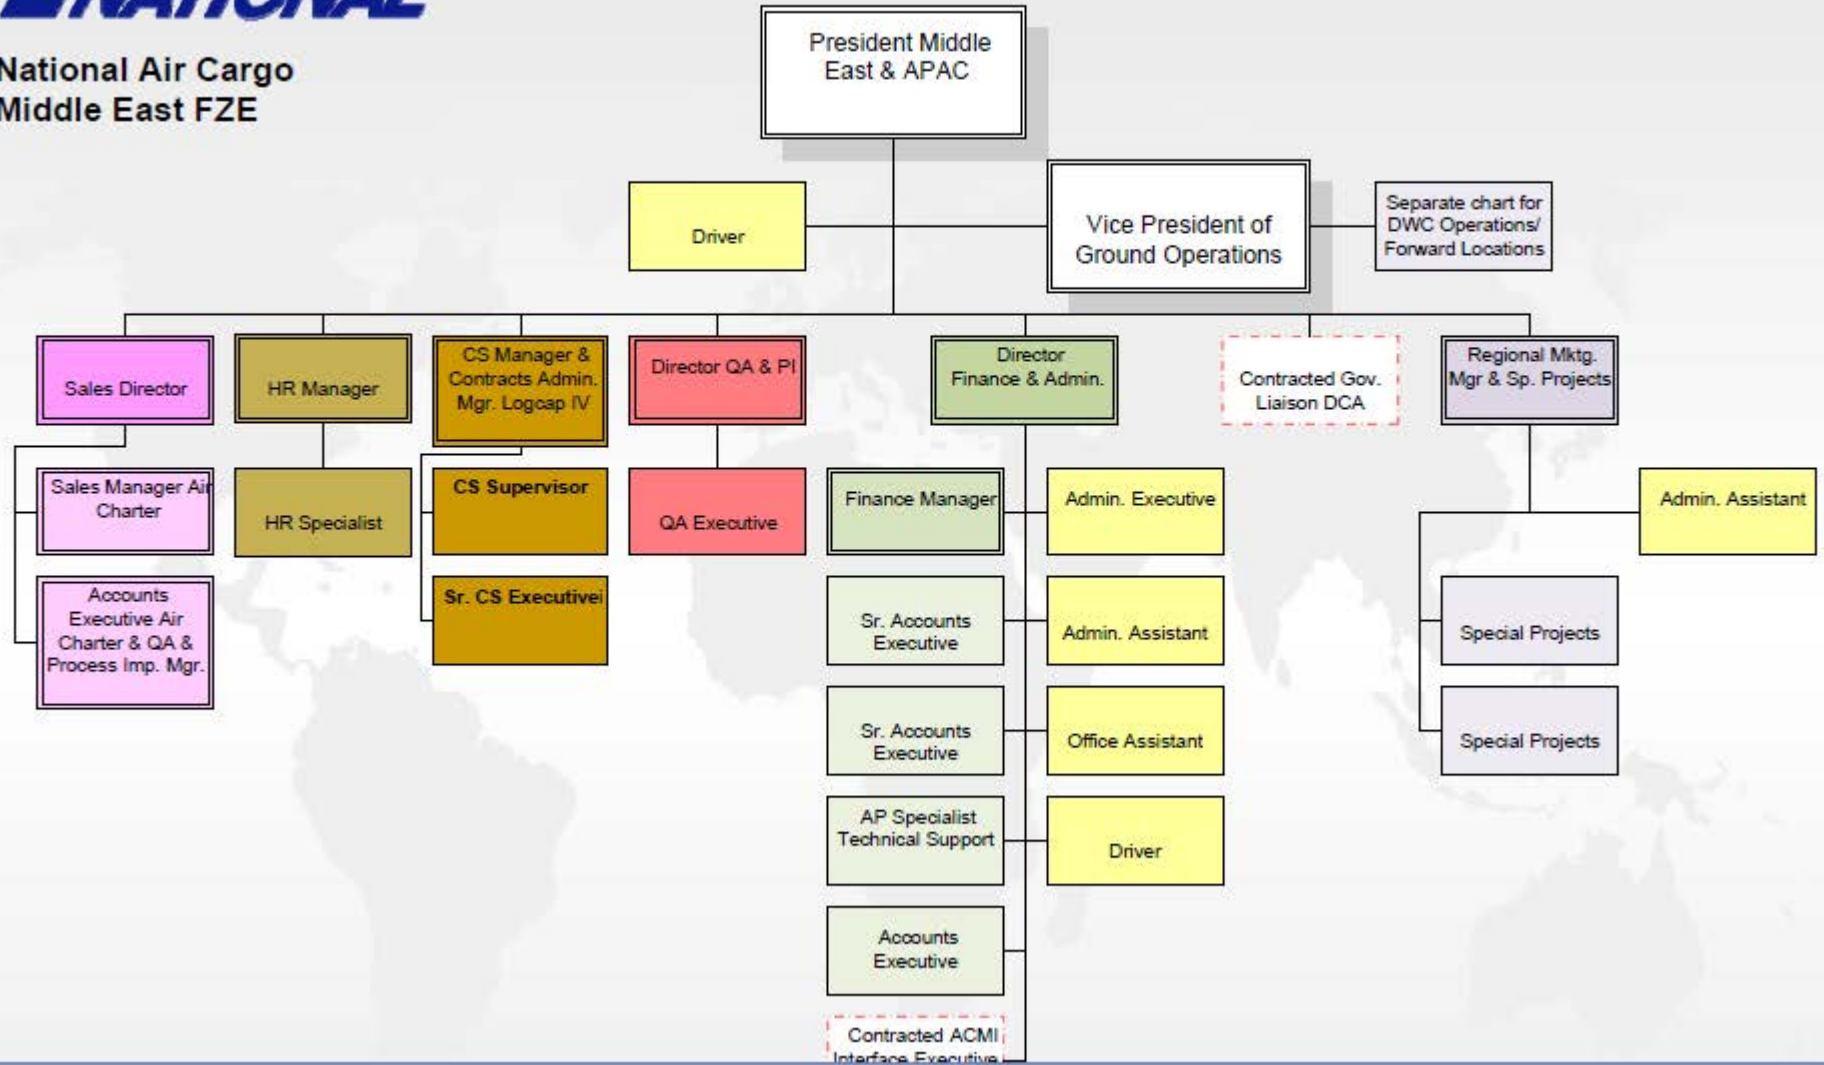 NATIONAL
National Air Cargo
Middle East FZE
President Middle
East & APAC
Driver
Vice President of
Ground Operations
Separate chart for
DWC Operations/
Forward Locations
Sales Director
HR Manager
CS Manager &
Contracts Admin.
Mgr. Logcap IV
Director QA & PI
Director
Finance & Admin.
Contracted Gov.
Liaison DCA
Regional Mktg.
Mgr & Sp. Projects
Sales Manager Air
Charter
HR Specialist
CS Supervisor
QA Executive
Finance Manager
Admin. Executive
Admin. Assistant
Accounts
Executive Air
Charter & QA &
Process Imp. Mgr.
Sr. CS Executivei
Sr. Accounts
Executive
Admin. Assistant
Special Projects
Sr. Accounts
Executive
Office Assistant
Special Projects
AP Specialist
Technical Support
Driver
Accounts
Executive
Contracted ACMI
Interface Executive